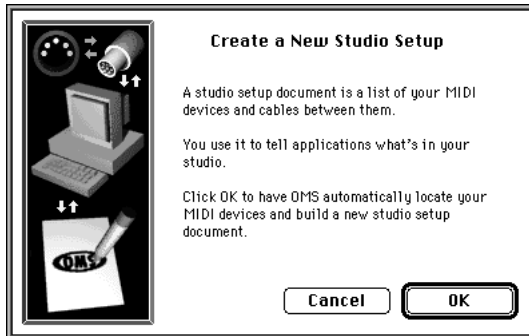 Create a New Studio Setup
A studio setup document is a list of your MIDI
devices and cables between them.
You use it to tell applications what's in your
studio.
Click OK to have OMS automatically locate your
MIDI devices and build a new studio setup
document.
OMS
Cancel
OK